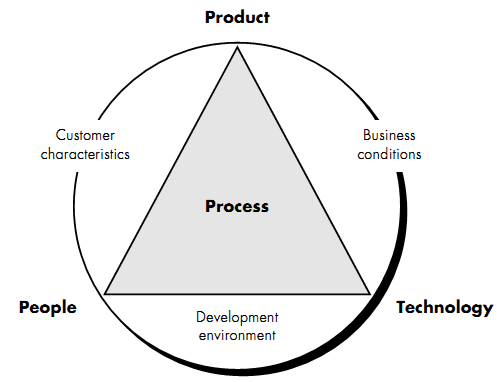 Product
Customer
characteristics
Business
conditions
Process
People
Technology
Development
environment